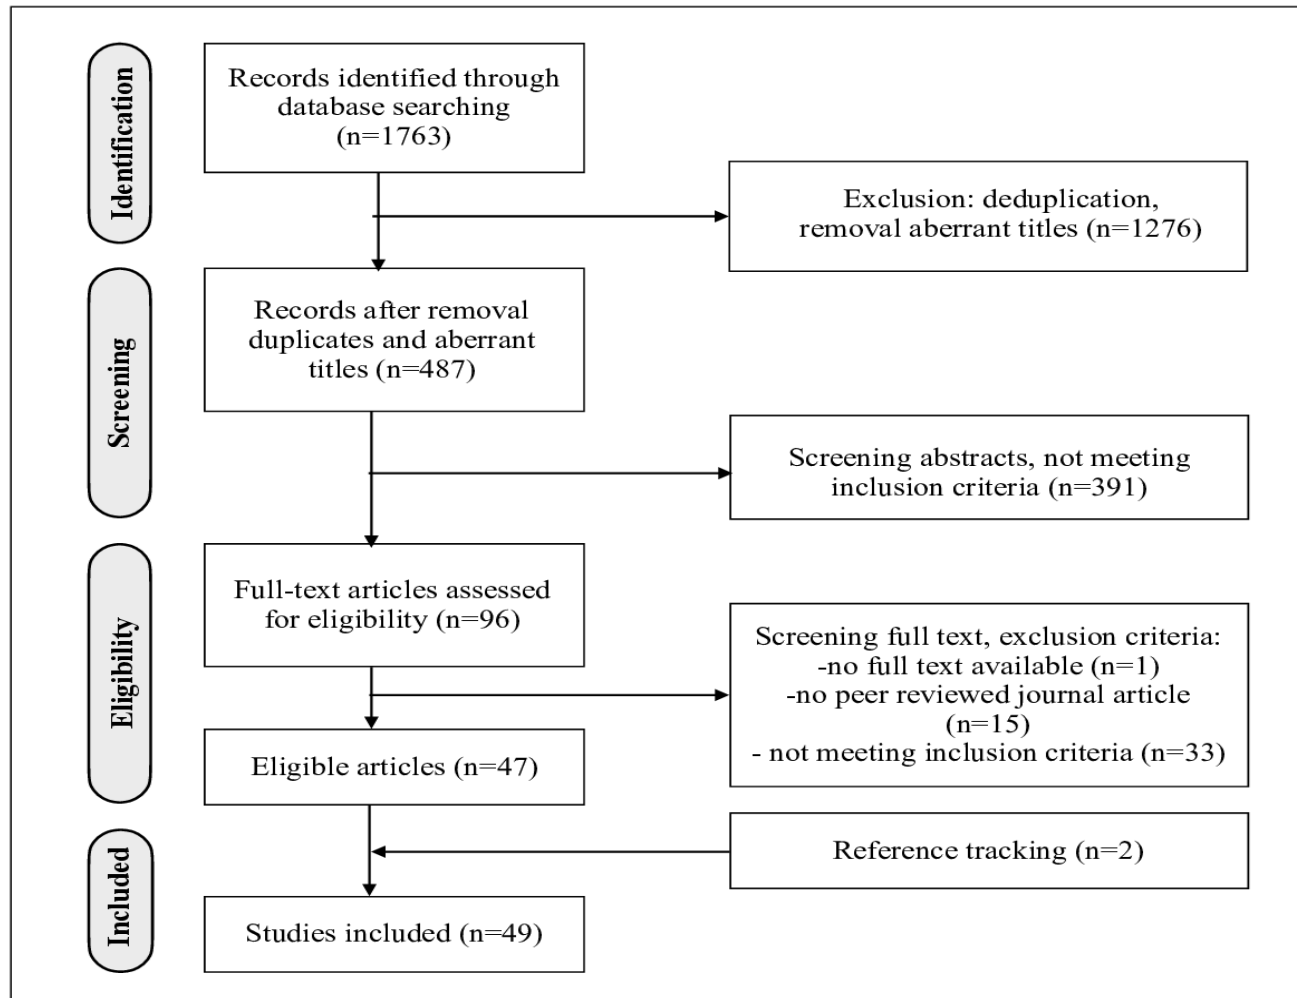 Identification
Records identified through
database searching
(n=1763)
Exclusion: deduplication,
removal aberrant titles (n=1276)
Screening
Records after removal
duplicates and aberrant
titles (n=487)
Screening abstracts, not meeting
inclusion criteria (n=391)
Eligibility
Full-text articles assessed
for eligibility (n=96)
Screening full text, exclusion criteria:
-no full text available (n=1)
-no peer reviewed journal article
(n=15)
- not meeting inclusion criteria (n=33)
Eligible articles (n=47)
Included
Reference tracking (n=2)
Studies included (n=49)